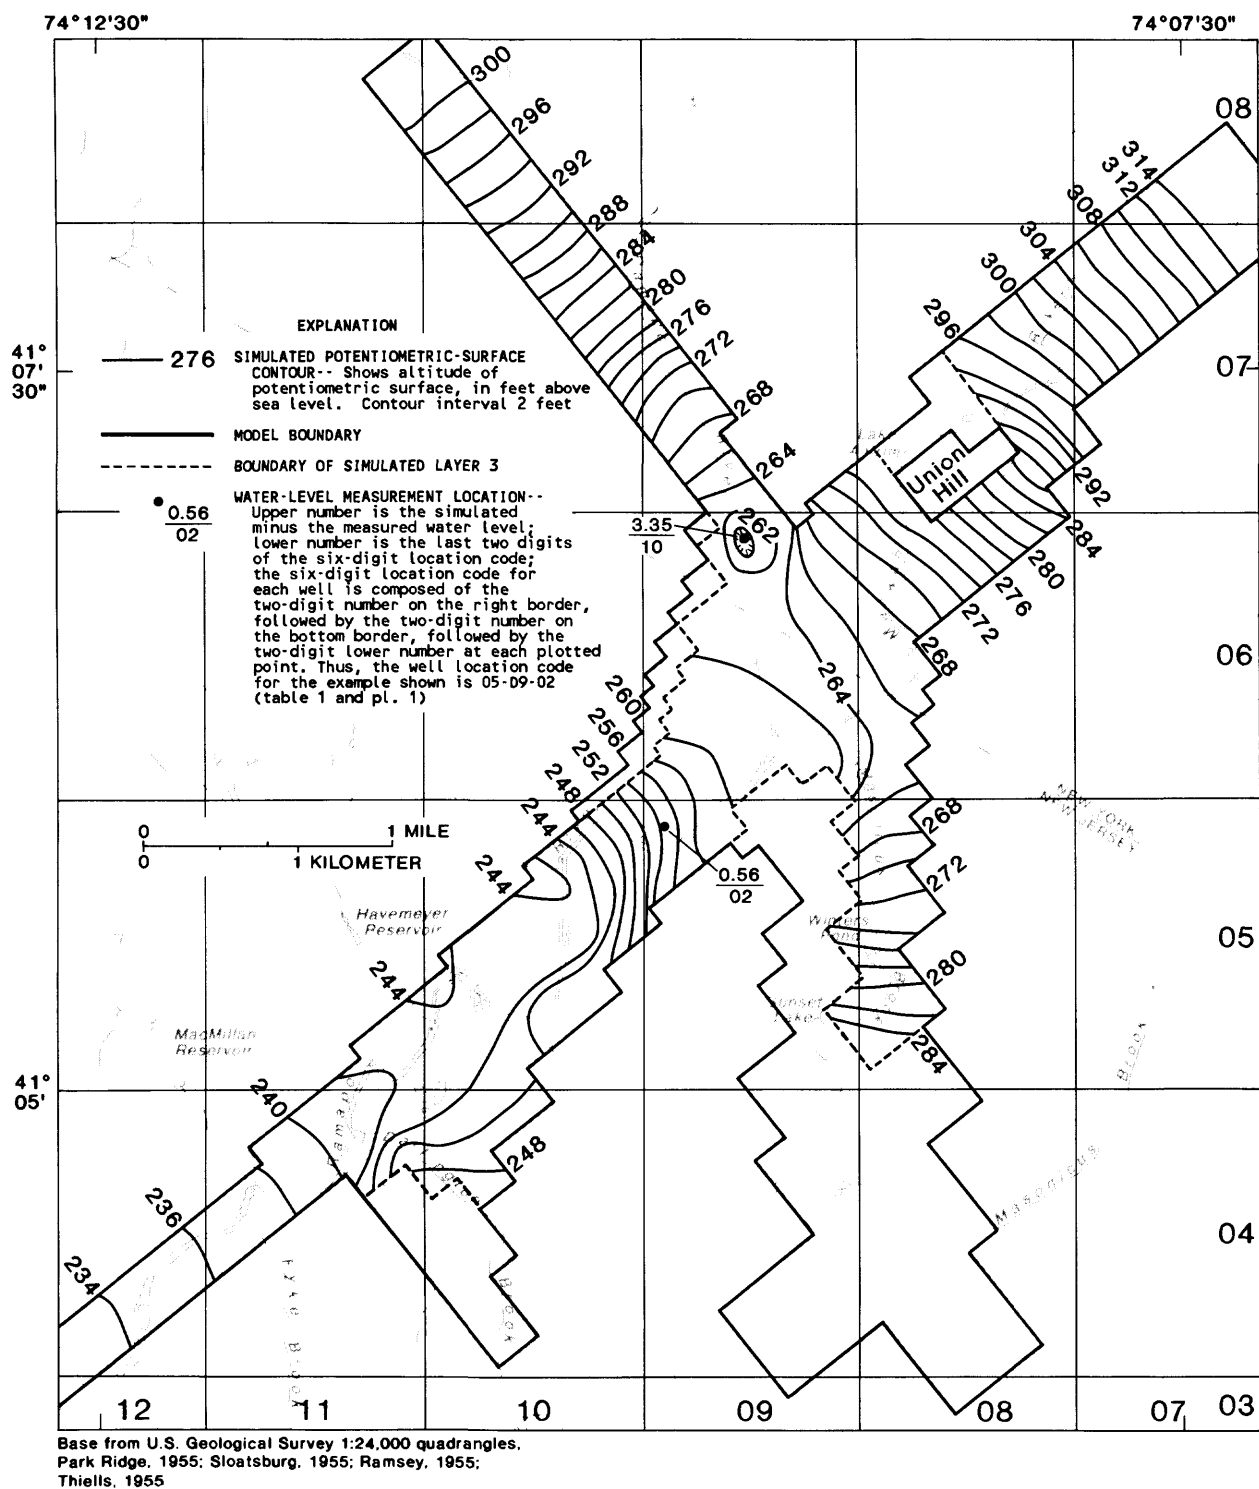 74°12'30"
74°07'30"
300
296
292
288
284
280
276
272
268
264
262
08
314
312
308
304
300
296
EXPLANATION
276
SIMULATED POTENTIOMETRIC-SURFACE
CONTOUR-- Shows altitude of
potentiometric surface, in feet above
sea level. Contour interval 2 feet
MODEL BOUNDARY
BOUNDARY OF SIMULATED LAYER 3
0.56
02
WATER-LEVEL MEASUREMENT LOCATION--
Upper number is the simulated
minus the measured water level;
lower number is the last two digits
of the six-digit location code;
the six-digit location code for
each well is composed of the
two-digit number on the right border,
followed by the two-digit number on
the bottom border, followed by the
two-digit lower number at each plotted
point. Thus, the well location code
for the example shown is 05-09-02
(table 1 and pl. 1)
41°
07'
30"
07
Union
Hill
292
284
280
276
272
268
264
3.35
10
06
260
256
252
248
244
0
1 MILE
0
1 KILOMETER
NEW YORK
NEW JERSEY
268
272
280
284
0.56
02
244
Havemeyer
Reservoir
244
Winters
Pond
Sunset
Lake
05
MacMillan
Reservoir
Brook
41°
05'
240
Ramapo
248
236
234
Masonicus
04
Fyke Brook
Brook
12
11
10
09
08
07
03
Base from U.S. Geological Survey 1:24,000 quadrangles,
Park Ridge, 1955; Sloatsburg, 1955; Ramsey, 1955;
Thiells, 1955